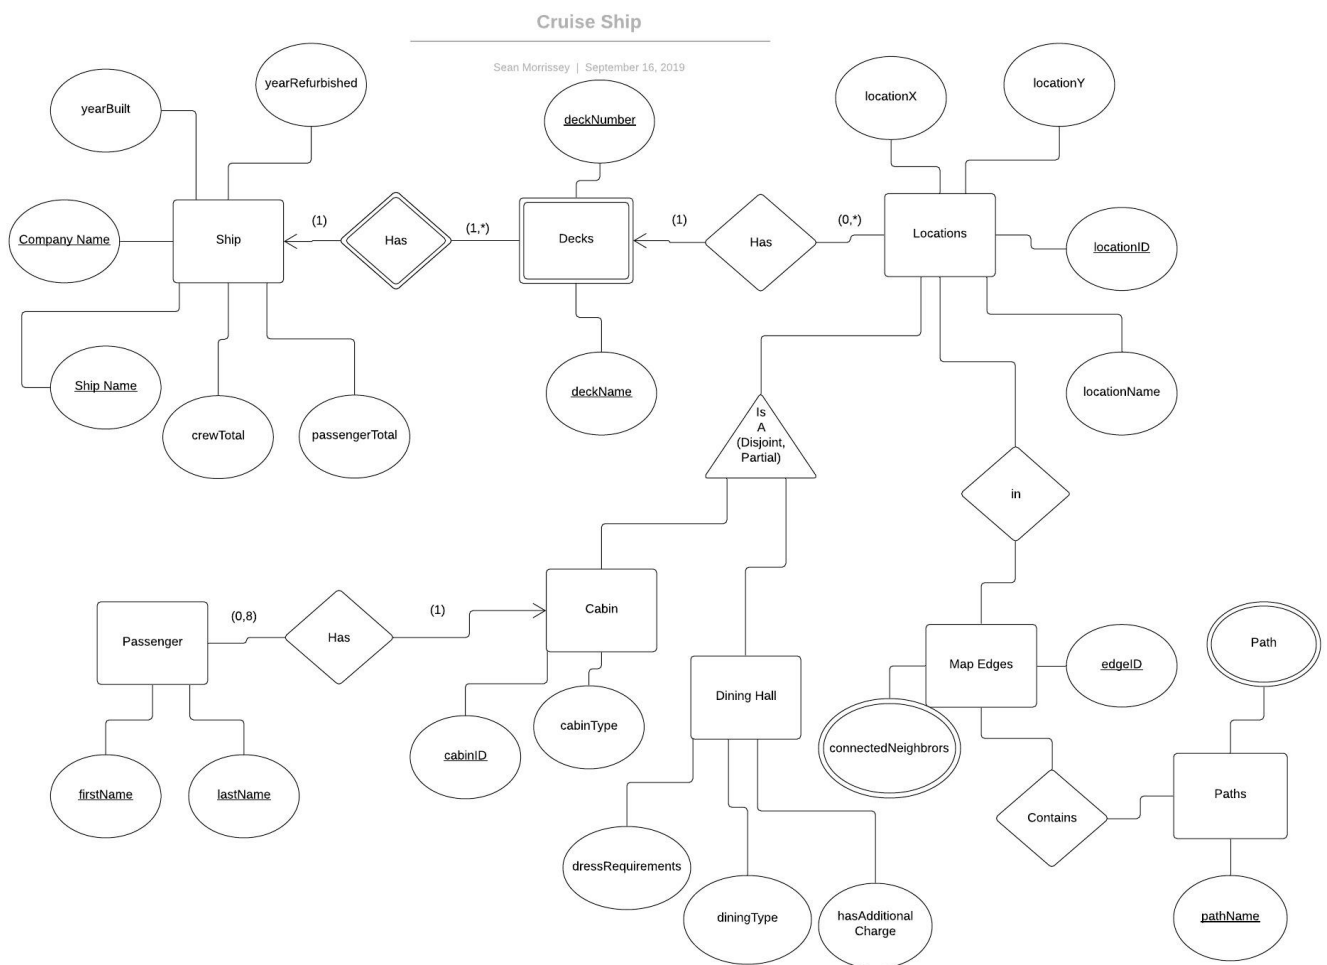 Cruise Ship
Sean Morrissey | September 16, 2019
yearBuilt
yearRefurbished
deckNumber
locationX
locationY
Company Name
Ship
(1)
Has
(1,*)
Decks
(1)
Has
(0,*)
Locations
locationID
Ship Name
crewTotal
passengerTotal
deckName
locationName
Is
A
(Disjoint,
Partial)
in
Passenger
(0,8)
Has
(1)
Cabin
Dining Hall
Map Edges
edgeID
Path
firstName
lastName
cabinID
cabinType
connectedNeighbrors
Contains
Paths
dressRequirements
diningType
hasAdditional
Charge
pathName